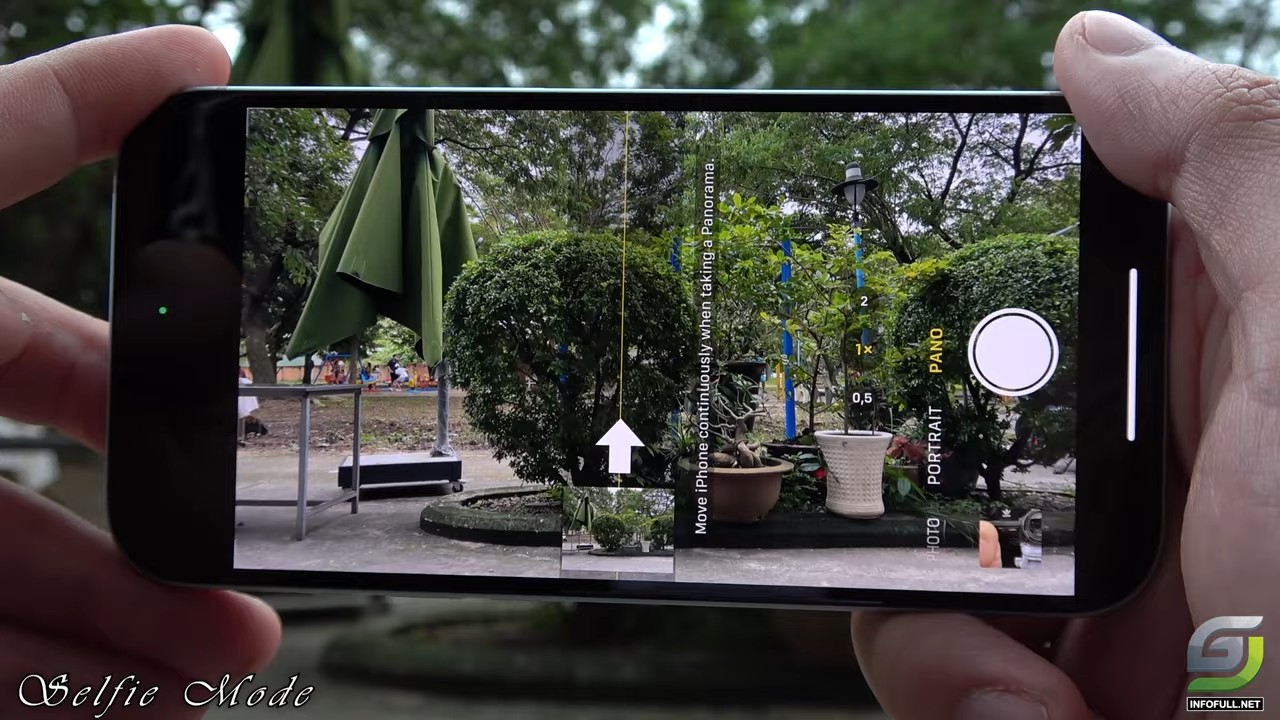 Move iPhone continuously when taking a Panorama.
2
1×
0,5
PANO
PORTRAIT
PHOTO
Selfie Mode
INFOFULL.NET